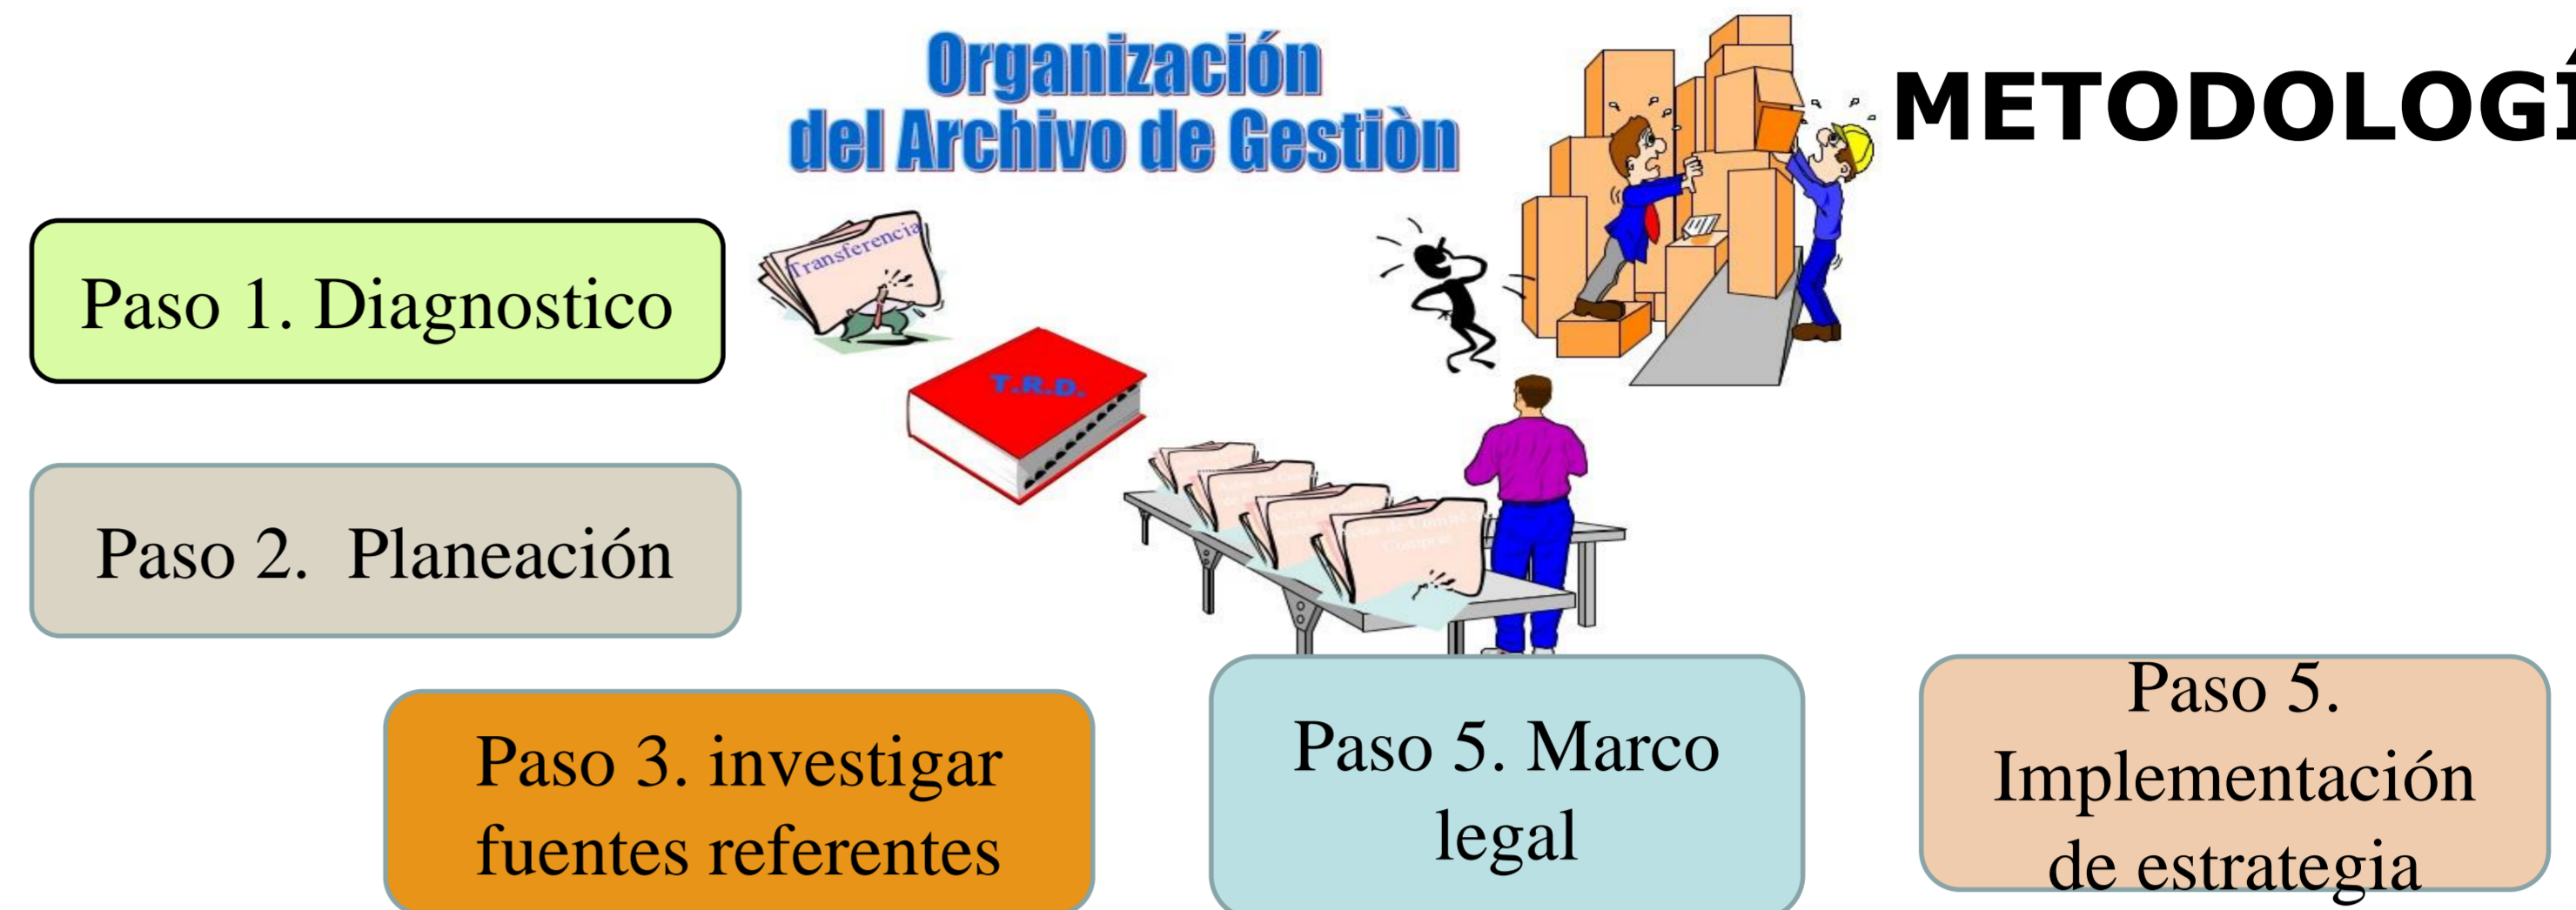 Organización
del Archivo de Gestiòn
METODOLOGÍ
Paso 1. Diagnostico
Transferencia
T.R.D.
Paso 2. Planeación
Paso 3. investigar
fuentes referentes
Paso 5. Marco
legal
Paso 5.
Implementación
de estrategia